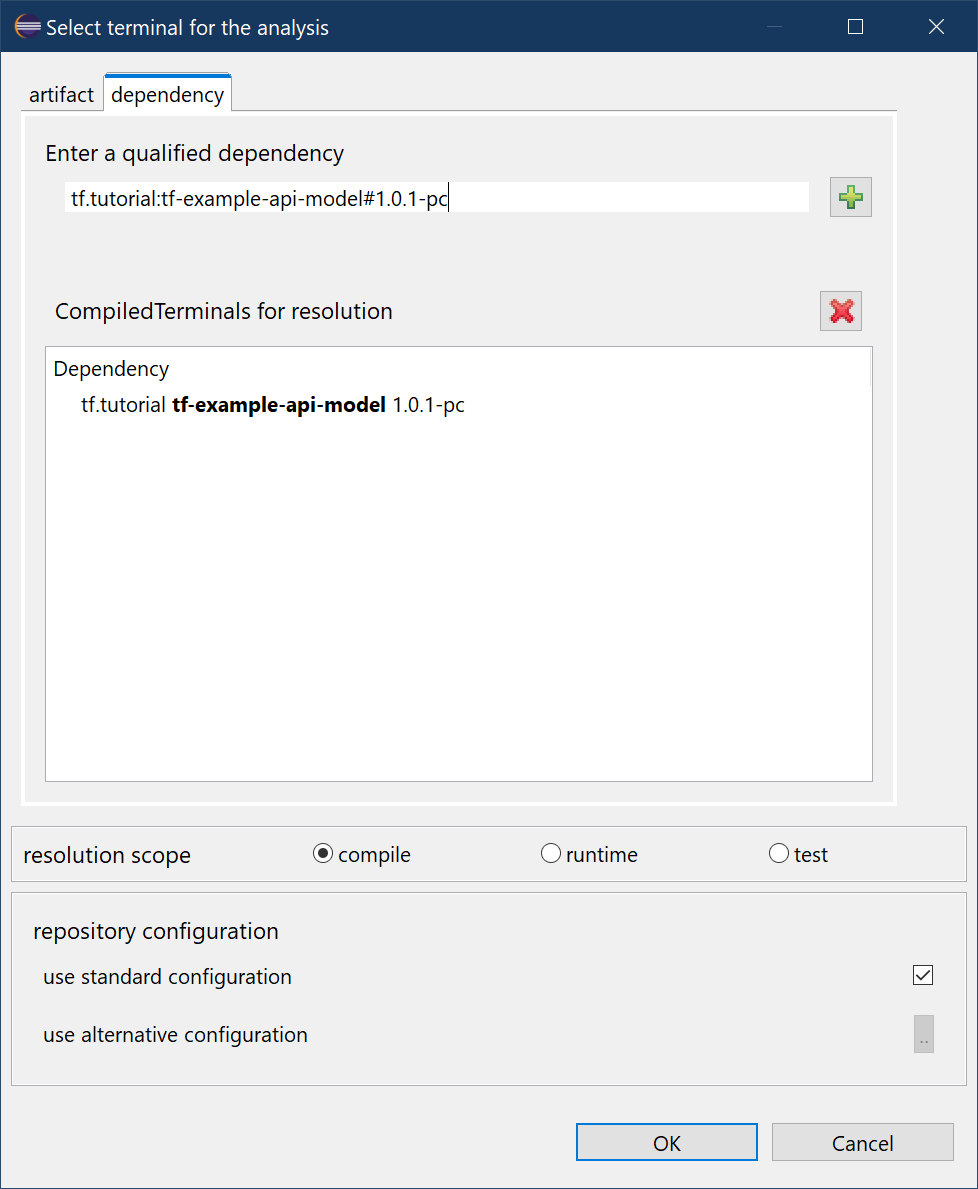 Select terminal for the analysis
artifact
dependency
Enter a qualified dependency
tf.tutorial:tf-example-api-model#1.0.1-pc
CompiledTerminals for resolution
Dependency
tf.tutorial tf-example-api-model 1.0.1-pc
resolution scope
compile
runtime
test
repository configuration
use standard configuration
use alternative configuration
..
OK
Cancel